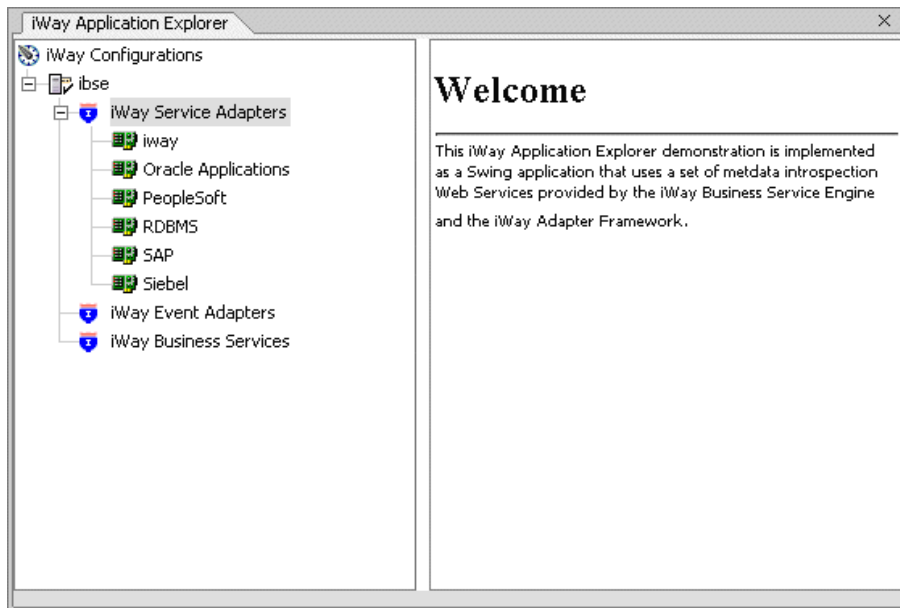 iWay Application Explorer
iWay Configurations
ibse
iWay Service Adapters
iway
Oracle Applications
PeopleSoft
RDBMS
SAP
Siebel
iWay Event Adapters
iWay Business Services
Welcome
This iWay Application Explorer demonstration is implemented
as a Swing application that uses a set of metdata introspection
Web Services provided by the iWay Business Service Engine
and the iWay Adapter Framework.